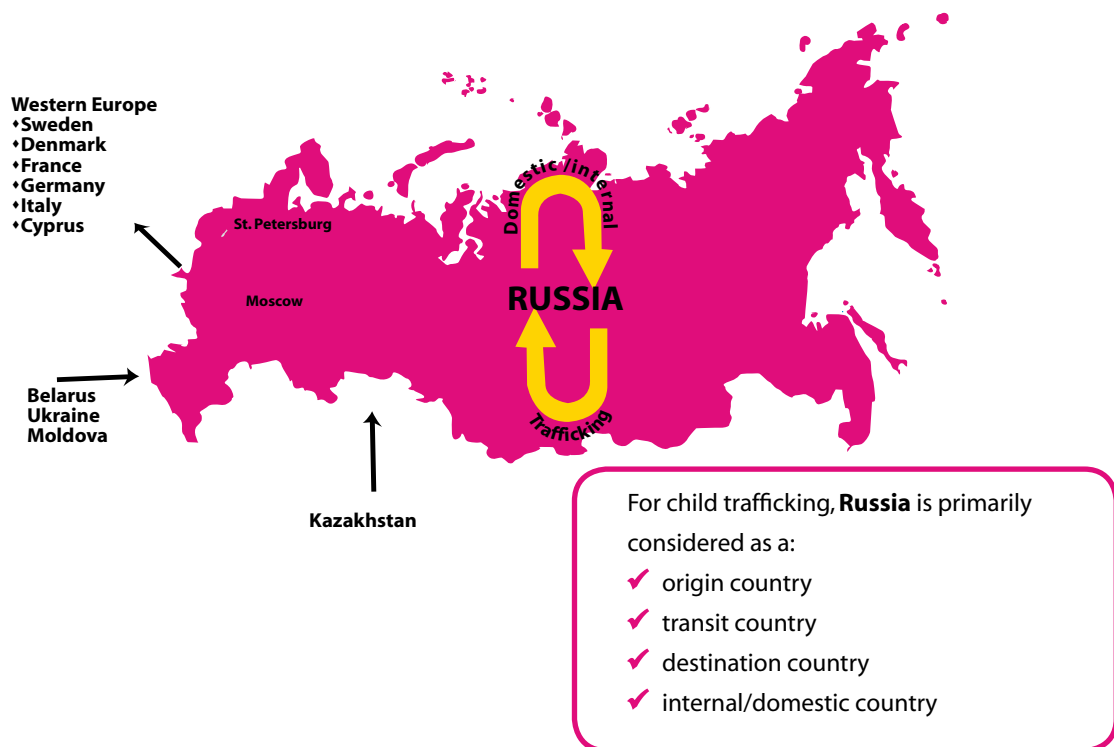 Western Europe
♦Sweden
♦Denmark
♦France
♦Germany
♦Italy
♦Cyprus
St. Petersburg
Moscow
Domestic /internal
RUSSIA
Trafficking
Belarus
Ukraine
Moldova
Kazakhstan
For child trafficking, Russia is primarily
considered as a:
✓ origin country
✓ transit country
✓ destination country
✓ internal/domestic country